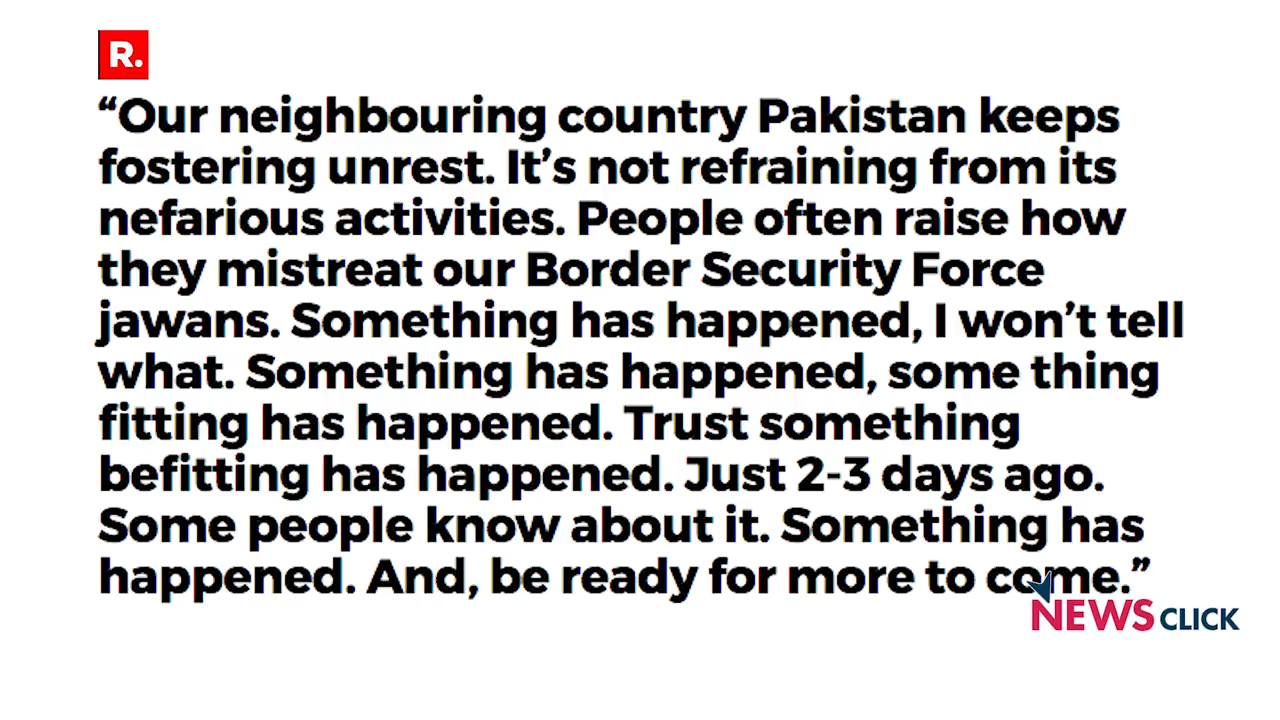 R.
“Our neighbouring country Pakistan keeps
fostering unrest. It’s not refraining from its
nefarious activities. People often raise how
they mistreat our Border Security Force
jawans. Something has happened, I won’t tell
what. Something has happened, some thing
fitting has happened. Trust something
befitting has happened. Just 2-3 days ago.
Some people know about it. Something has
happened. And, be ready for more to come.”
NEWSCLICK